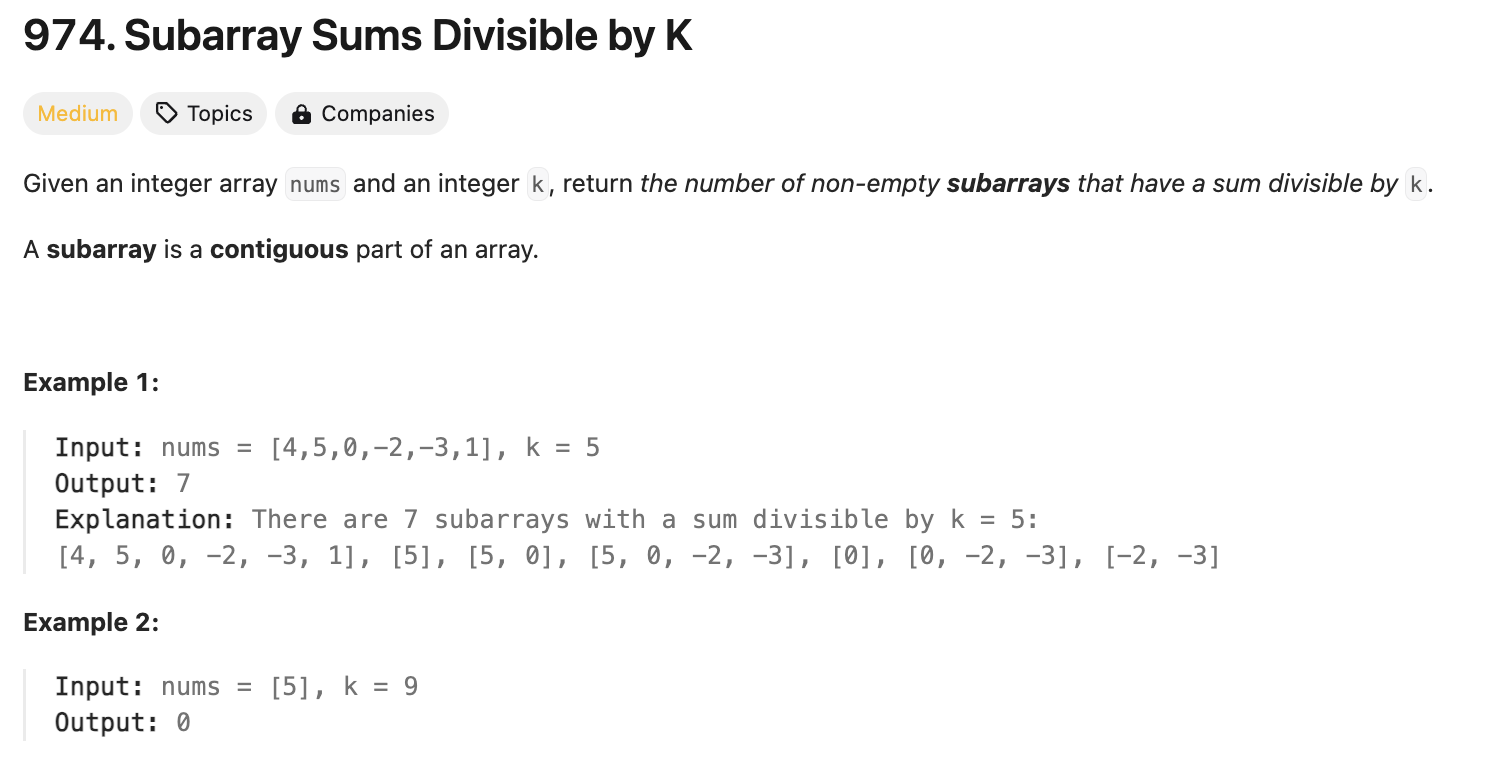 974. Subarray Sums Divisible by K
Medium Topics Companies
Given an integer array nums and an integer k, return the number of non-empty subarrays that have a sum divisible by k.
A subarray is a contiguous part of an array.
Example 1:
Input: nums = [4,5,0,-2,-3,1], k = 5
Output: 7
Explanation: There are 7 subarrays with a sum divisible by k = 5:
[4, 5, 0, -2, -3, 1], [5], [5, 0], [5, 0, -2, -3], [0], [0, -2, -3], [-2, -3]
Example 2:
Input: nums = [5], k = 9
Output: 0